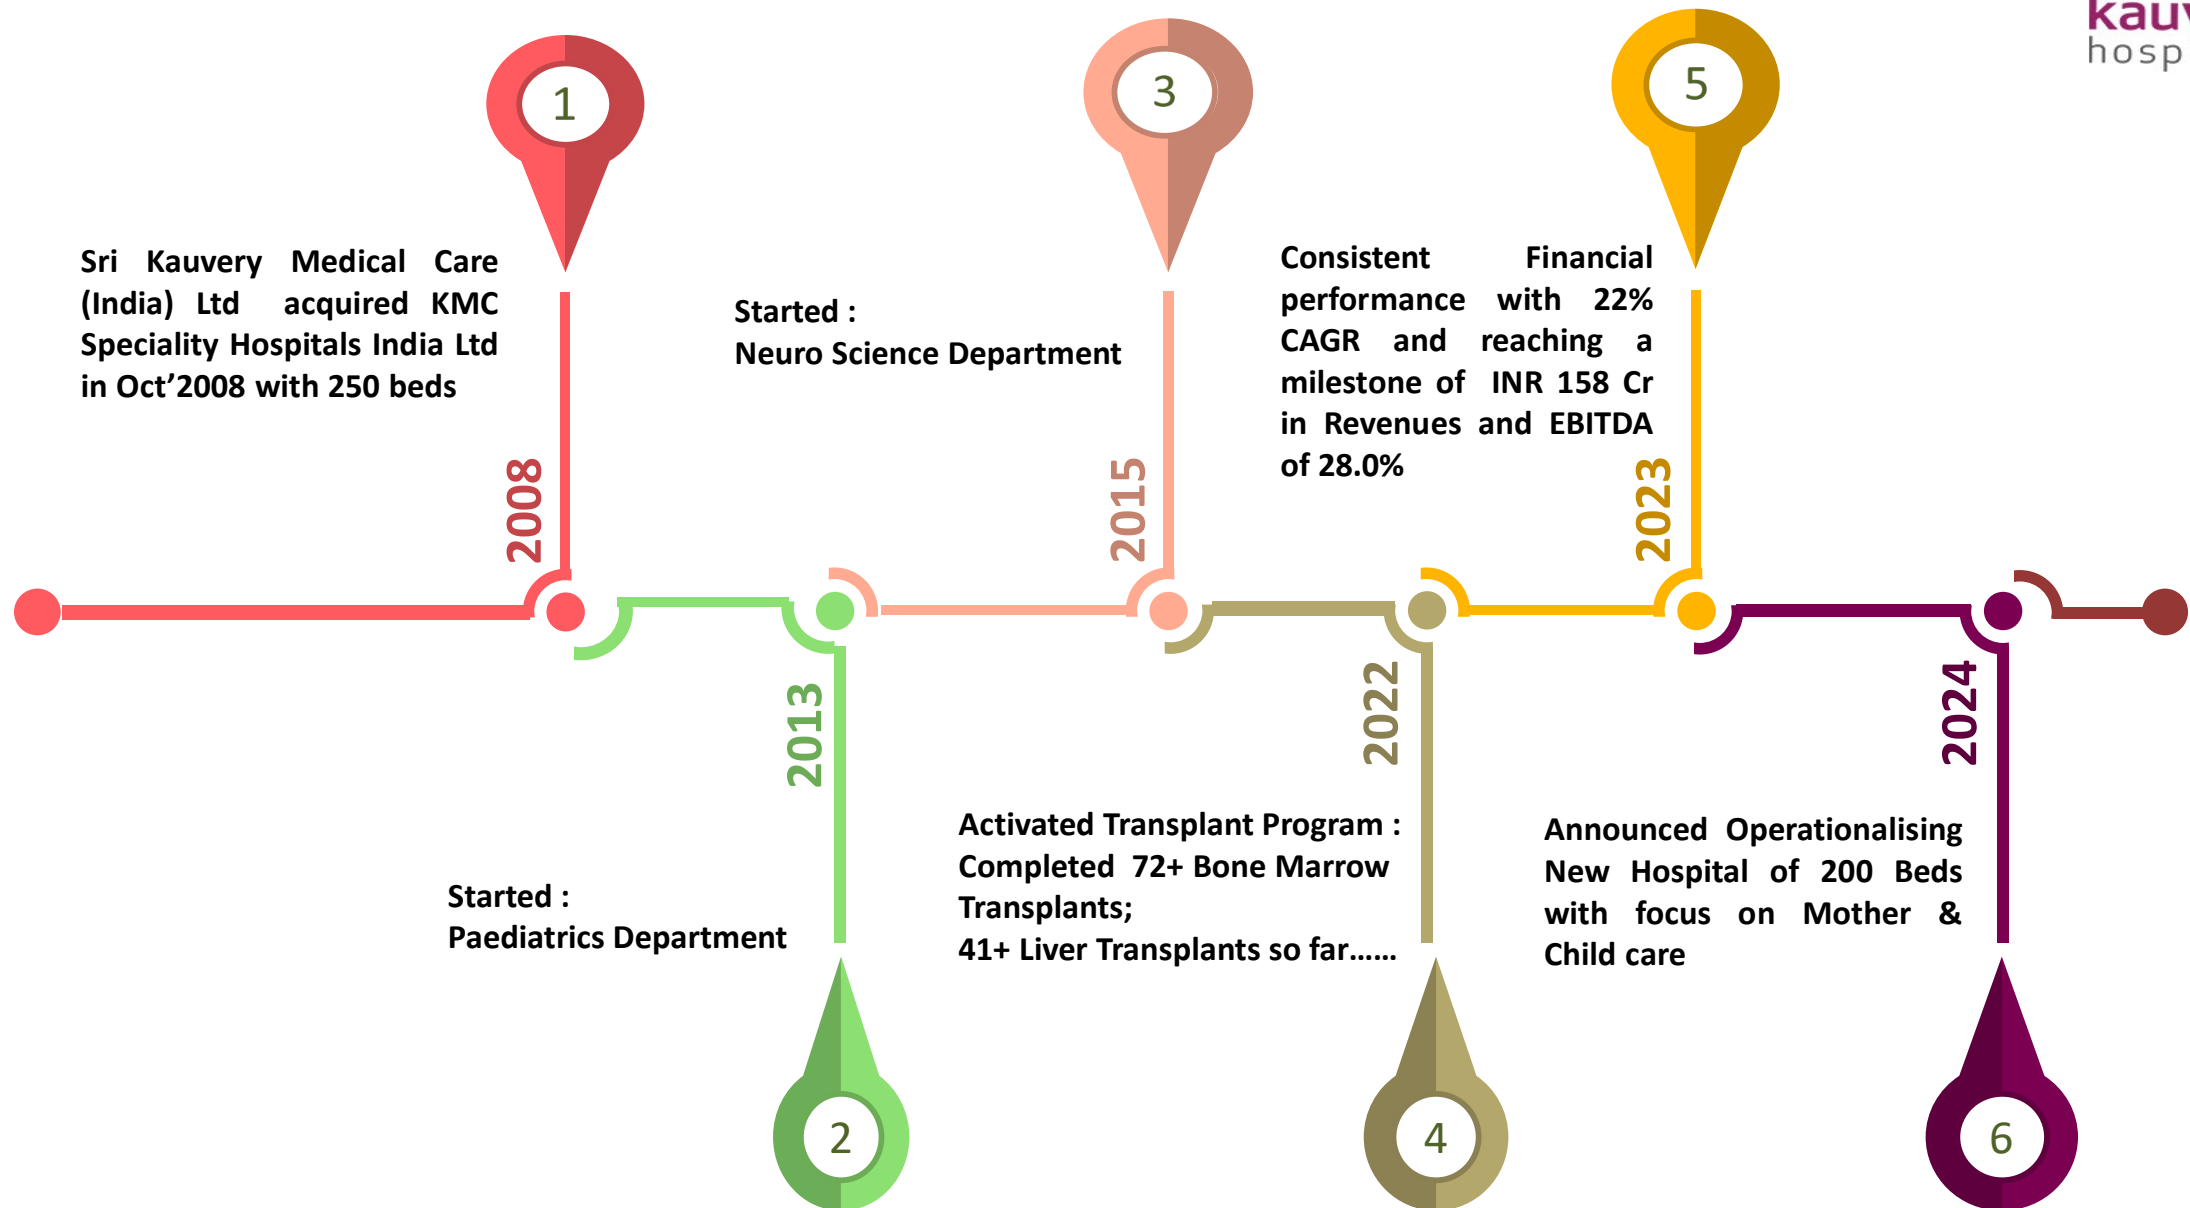 kauv
hosp
1
3
5
Sri Kauvery Medical Care
(India) Ltd acquired KMC
Speciality Hospitals India Ltd
in Oct’2008 with 250 beds
2008
Started :
Neuro Science Department
2015
Consistent Financial
performance with 22%
CAGR and reaching a
milestone of INR 158 Cr
in Revenues and EBITDA
of 28.0%
2023
2013
Started :
Paediatrics Department
2
2022
Activated Transplant Program :
Completed 72+ Bone Marrow
Transplants;
41+ Liver Transplants so far......
4
2024
Announced Operationalising
New Hospital of 200 Beds
with focus on Mother &
Child care
6